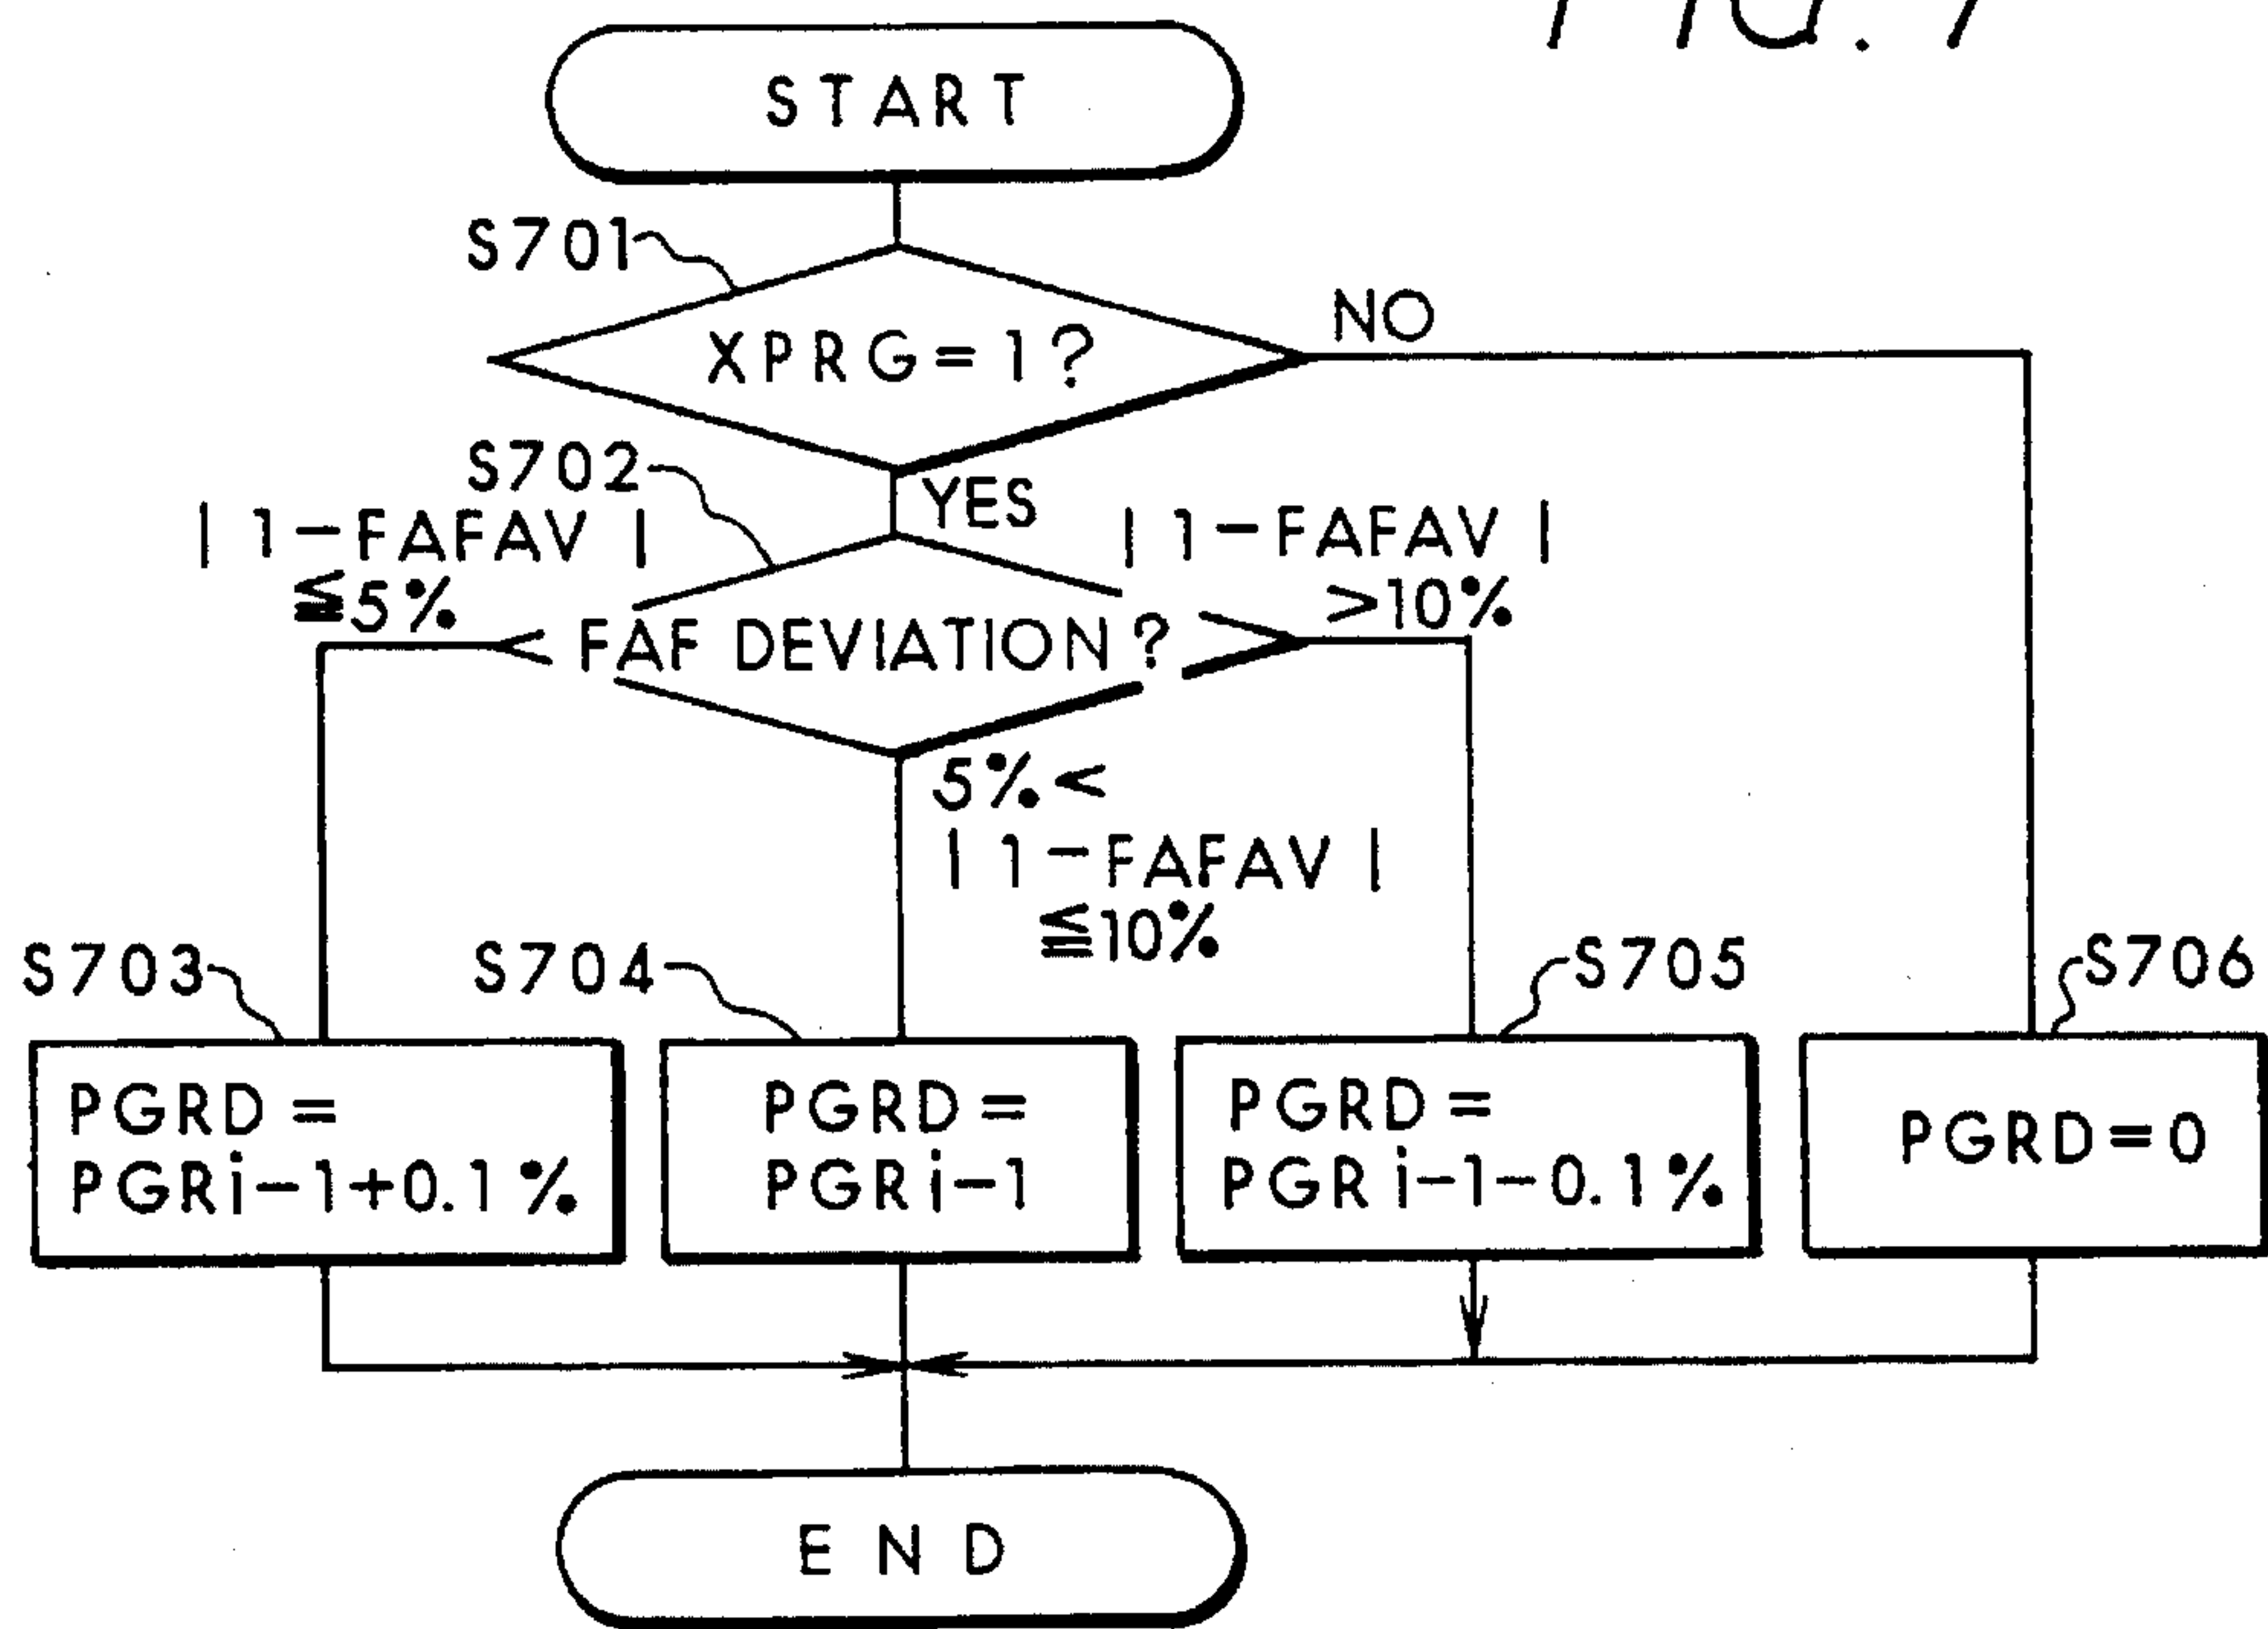 FIG. 7
START
S701
XPRG=1?
NO
S702
YES
| 1-FAFAV |
≦5%
| 1-FAFAV |
>10%
FAF DEVIATION?
5%<
| 1-FAFAV |
≦10%
S703
S704
S705
S706
PGRD=
PGRi-1+0.1%
PGRD=
PGRi-1
PGRD=
PGRi-1-0.1%
PGRD=0
END